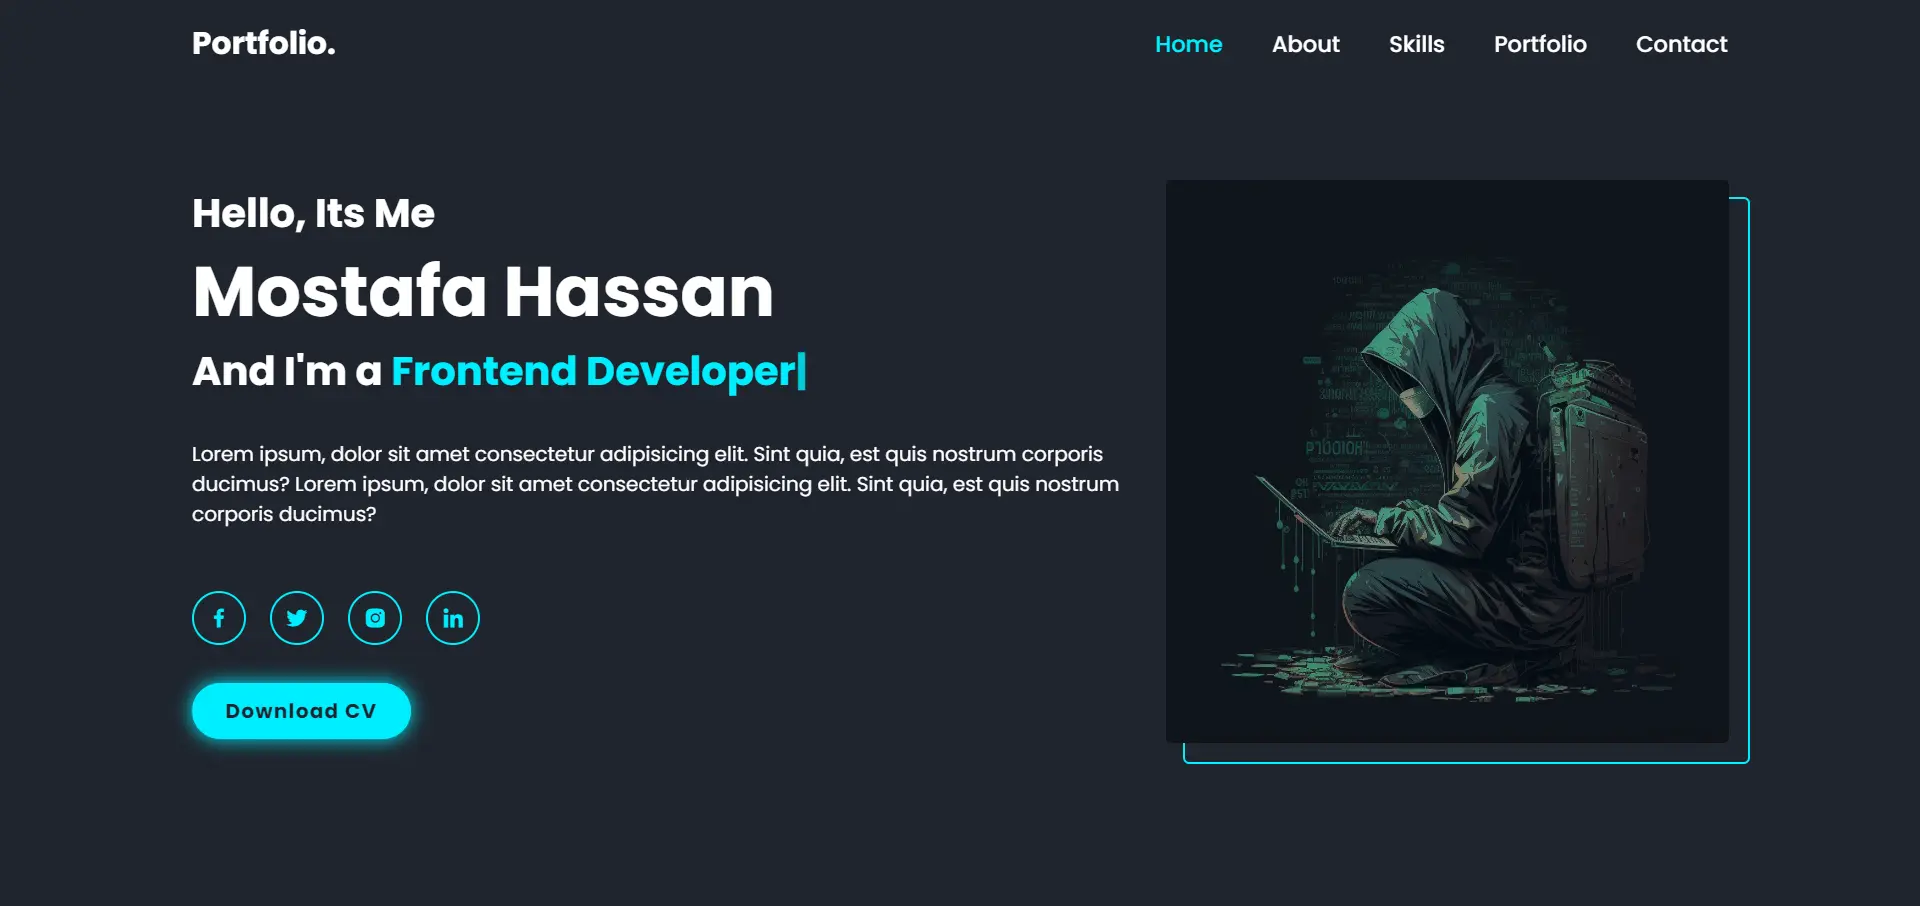 Portfolio.
Home About Skills Portfolio Contact
Hello, Its Me
Mostafa Hassan
And I'm a Frontend Developer|
Lorem ipsum, dolor sit amet consectetur adipisicing elit. Sint quia, est quis nostrum corporis
ducimus? Lorem ipsum, dolor sit amet consectetur adipisicing elit. Sint quia, est quis nostrum
corporis ducimus?
Download CV